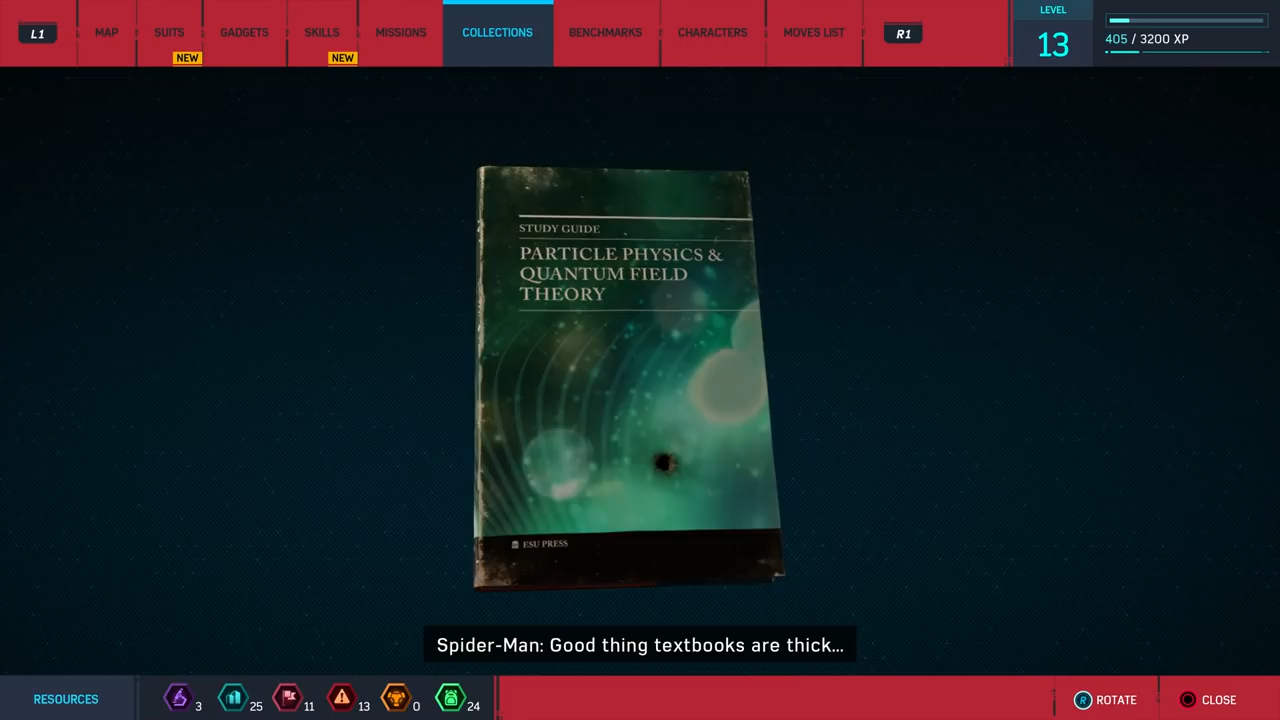 L1
MAP
SUITS
NEW
GADGETS
SKILLS
NEW
MISSIONS
COLLECTIONS
BENCHMARKS
CHARACTERS
MOVES LIST
R1
LEVEL
13
405 / 3200 XP
STUDY GUIDE
PARTICLE PHYSICS &
QUANTUM FIELD
THEORY
ESU PRESS
Spider-Man: Good thing textbooks are thick...
RESOURCES
3
25
11
13
0
24
R ROTATE
CLOSE